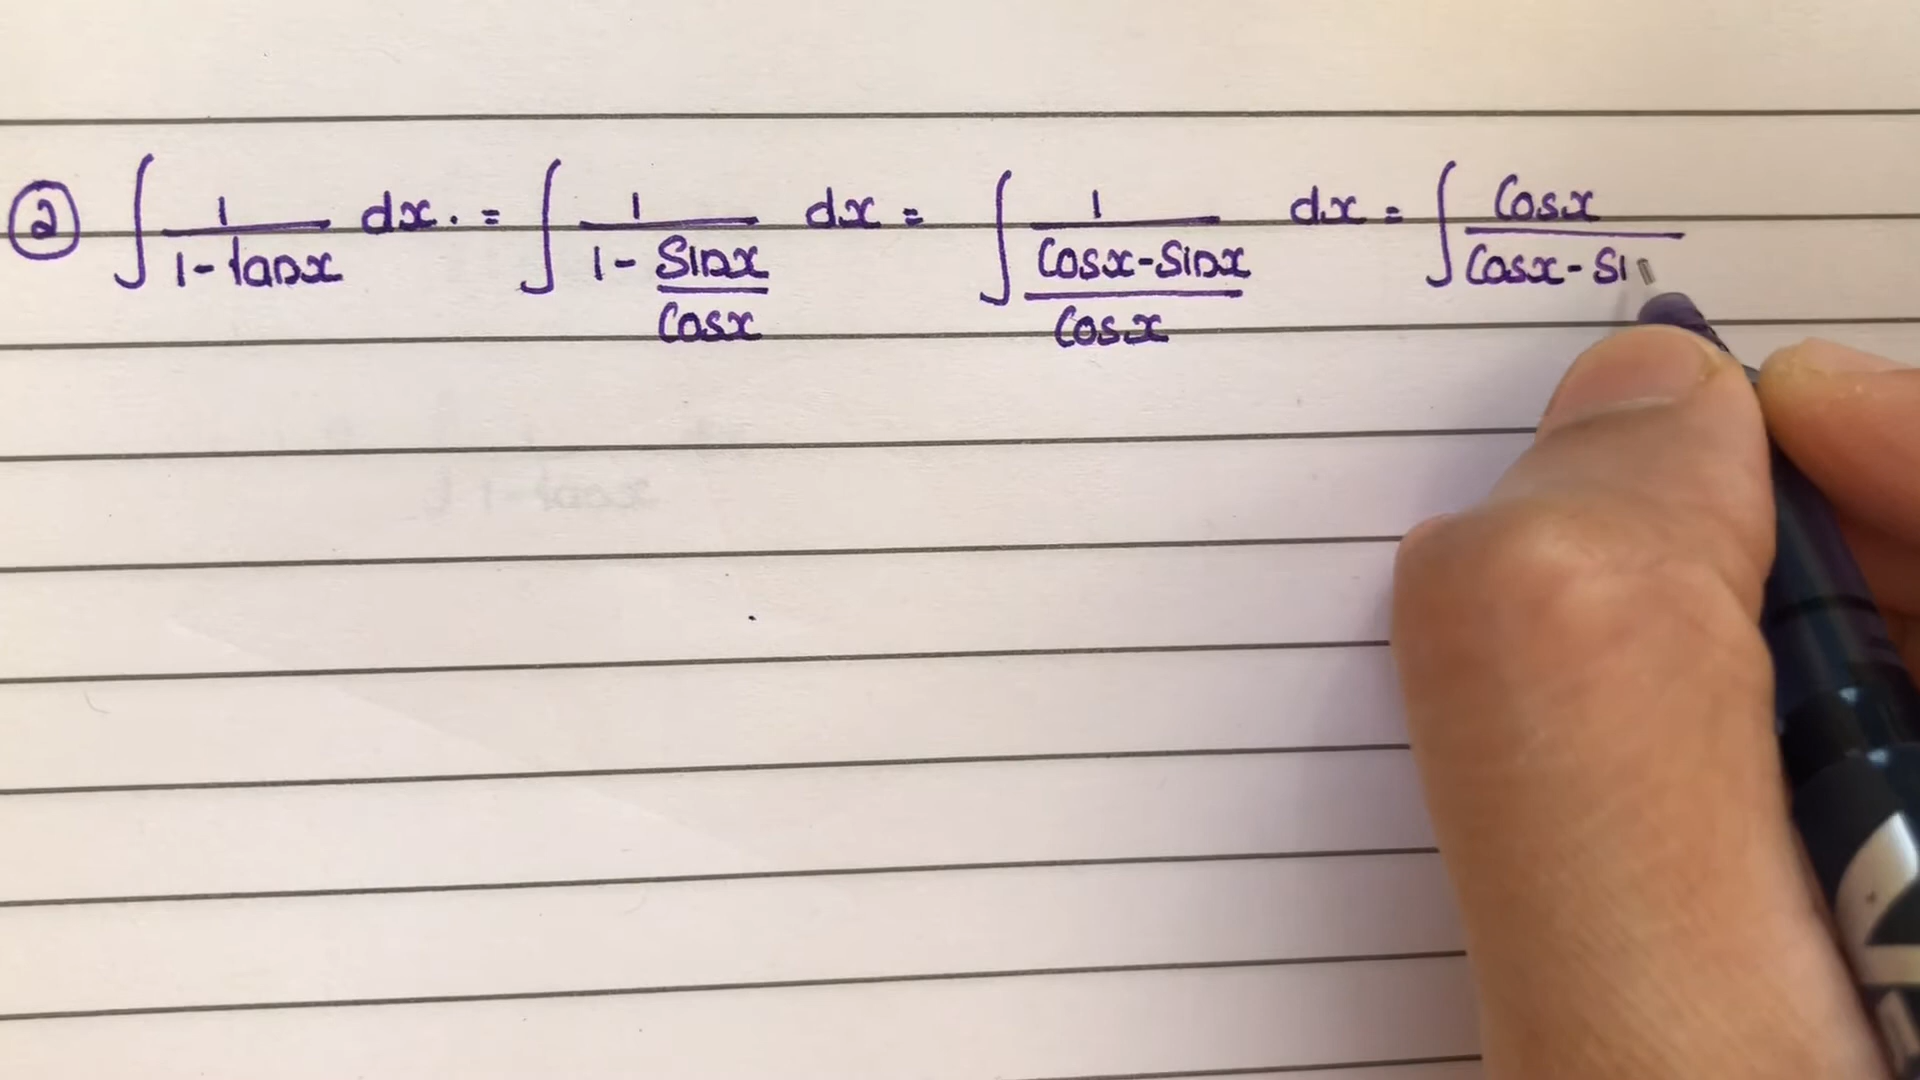 ② ∫ 1/(1-tanx) dx. = ∫ 1/(1 - Sinx/Cosx) dx = ∫ 1/((Cosx-Sinx)/Cosx) dx = ∫ Cosx/(Cosx-Si